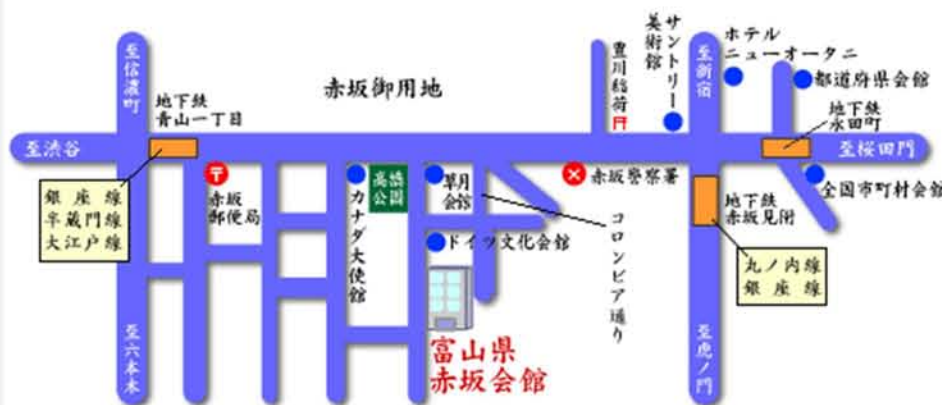 至信濃町
地下鉄
青山一丁目
赤坂御用地
豊川稲荷
サントリー
美術館
至新宿
ホテル
ニューオータニ
都道府県会館
地下鉄
永田町
至渋谷
至桜田門
銀座線
半蔵門線
大江戸線
〒
赤坂
郵便局
カナダ大使館
高橋
公園
草月
会館
赤坂警察署
地下鉄
赤坂見附
全国市町村会館
ドイツ文化会館
コロンビア通り
丸ノ内線
銀座線
至六本木
至虎ノ門
富山県
赤坂会館